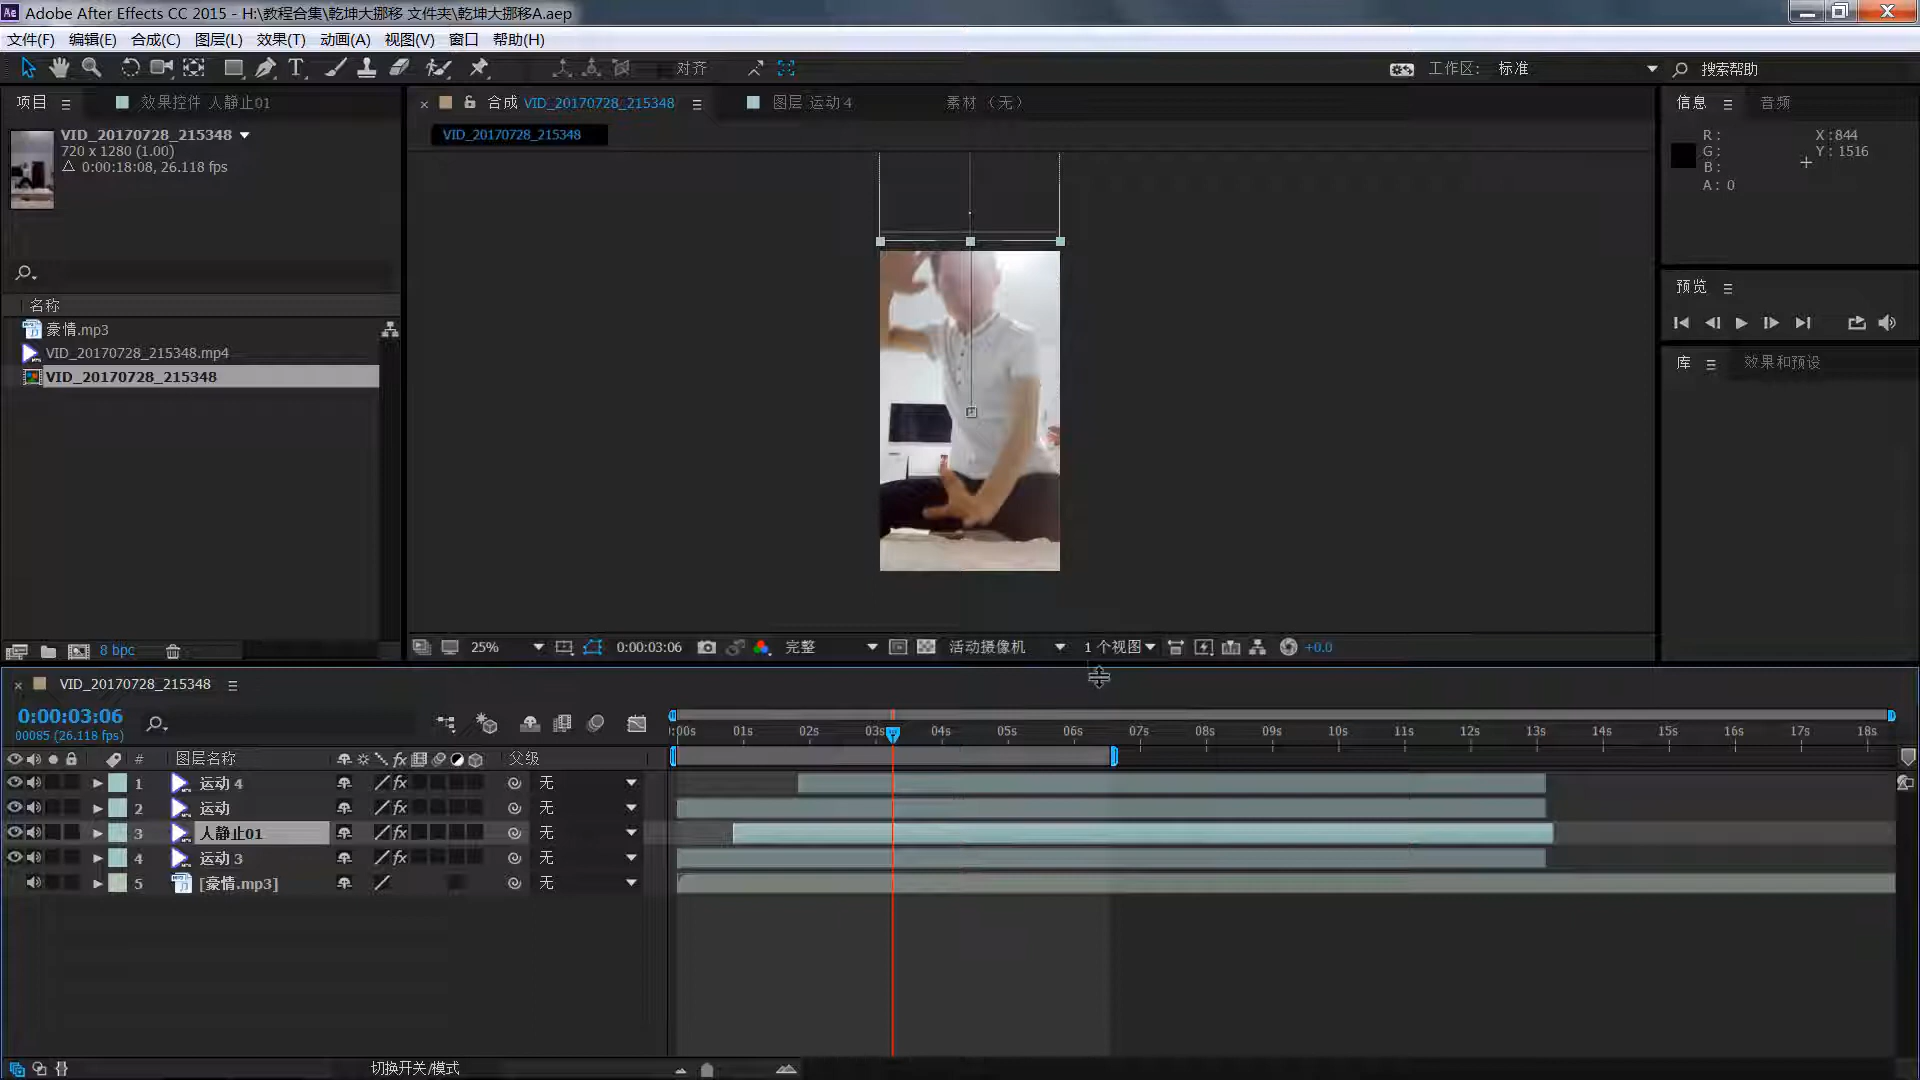 Adobe After Effects CC 2015 - H:\教程合集\乾坤大挪移 文件夹\乾坤大挪移A.aep
文件(F) 编辑(E) 合成(C) 图层(L) 效果(T) 动画(A) 视图(V) 窗口 帮助(H)
对齐 工作区: 标准 搜索帮助
项目 效果控件 人静止01 合成 VID_20170728_215348 图层 运动 4 素材 (无) 信息 音频
VID_20170728_215348
720 x 1280 (1.00)
Δ 0:00:18:08, 26.118 fps
VID_20170728_215348
R :
G :
B :
A : 0
X : 844
Y : 1516
预览
库 效果和预设
名称
豪情.mp3
VID_20170728_215348.mp4
VID_20170728_215348
8 bpc
25% 0:00:03:06 完整 活动摄像机 1 个视图 +0.0
VID_20170728_215348
0:00:03:06
00085 (26.118 fps)
:00s 01s 02s 03s 04s 05s 06s 07s 08s 09s 10s 11s 12s 13s 14s 15s 16s 17s 18s
# 图层名称 fx 父级
1 运动 4 fx 无
2 运动 无
3 人静止01 fx 无
4 运动 3 fx 无
5 [豪情.mp3] 无
切换开关/模式